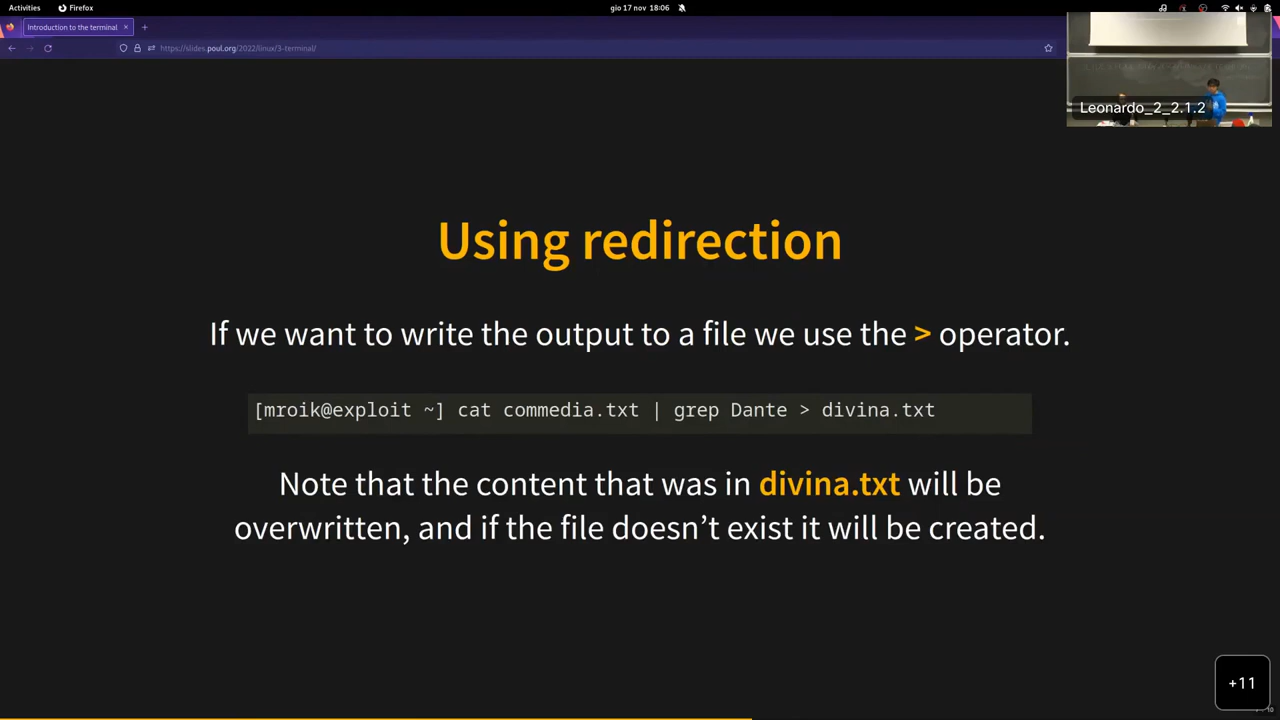 Activities
Firefox
gio 17 nov 18:06
Introduction to the terminal
https://slides.poul.org/2022/linux/3-terminal/
Leonardo_2_2.1.2
Using redirection
If we want to write the output to a file we use the > operator.
[mroik@exploit ~] cat commedia.txt | grep Dante > divina.txt
Note that the content that was in divina.txt will be
overwritten, and if the file doesn’t exist it will be created.
+11